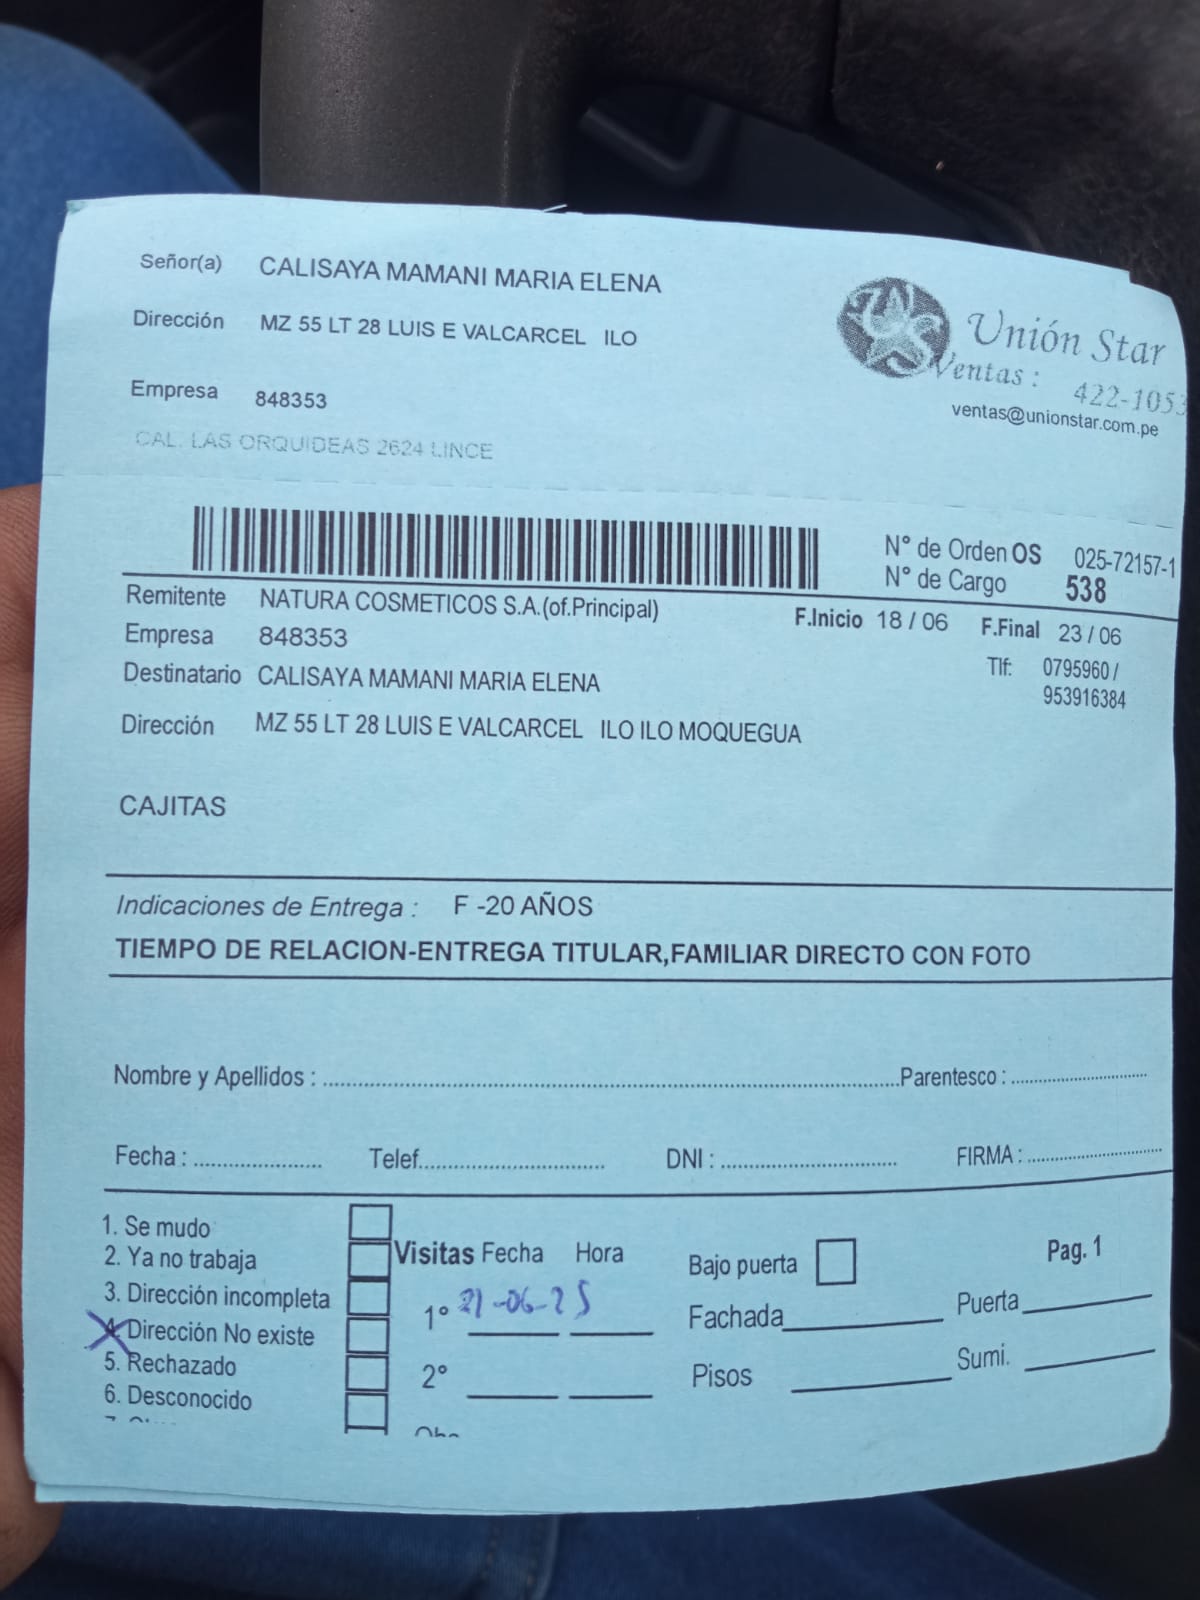 Señor(a) CALISAYA MAMANI MARIA ELENA
Dirección MZ 55 LT 28 LUIS E VALCARCEL ILO
Unión Star
Ventas : 422-1053
ventas@unionstar.com.pe
Empresa 848353
CAL. LAS ORQUIDEAS 2624 LINCE
N° de Orden OS 025-72157-1
N° de Cargo 538
Remitente NATURA COSMETICOS S.A.(of.Principal)
F.Inicio 18 / 06 F.Final 23 / 06
Empresa 848353
Tlf: 0795960 /
953916384
Destinatario CALISAYA MAMANI MARIA ELENA
Dirección MZ 55 LT 28 LUIS E VALCARCEL ILO ILO MOQUEGUA
CAJITAS
Indicaciones de Entrega : F -20 AÑOS
TIEMPO DE RELACION-ENTREGA TITULAR,FAMILIAR DIRECTO CON FOTO
Nombre y Apellidos : Parentesco :
Fecha : Telef. DNI : FIRMA :
1. Se mudo
2. Ya no trabaja
3. Dirección incompleta
4. Dirección No existe
5. Rechazado
6. Desconocido
Visitas Fecha Hora
1° 21-06-25
2°
Bajo puerta
Fachada
Pisos
Pag. 1
Puerta
Sumi.